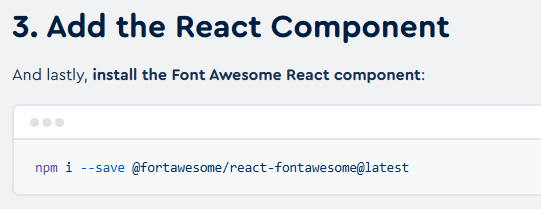 3. Add the React Component
And lastly, install the Font Awesome React component:
npm i --save @fortawesome/react-fontawesome@latest